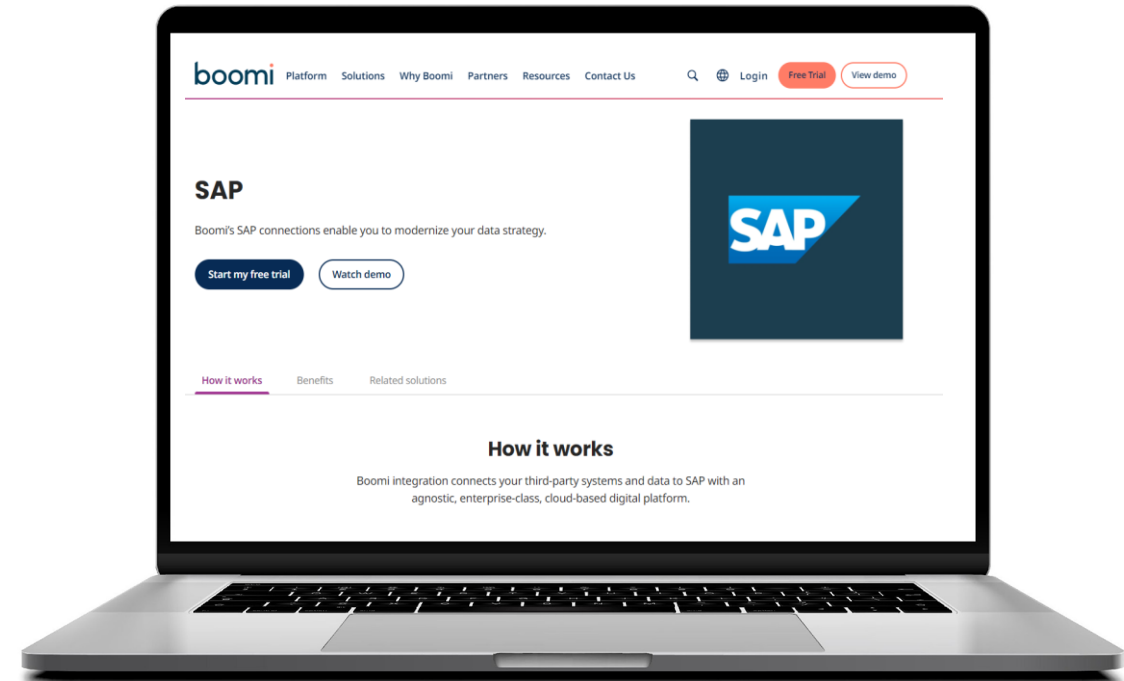 boomi Platform Solutions Why Boomi Partners Resources Contact Us Login Free Trial View demo
SAP
Boomi's SAP connections enable you to modernize your data strategy.
Start my free trial Watch demo
SAP
How it works Benefits Related solutions
How it works
Boomi integration connects your third-party systems and data to SAP with an
agnostic, enterprise-class, cloud-based digital platform.